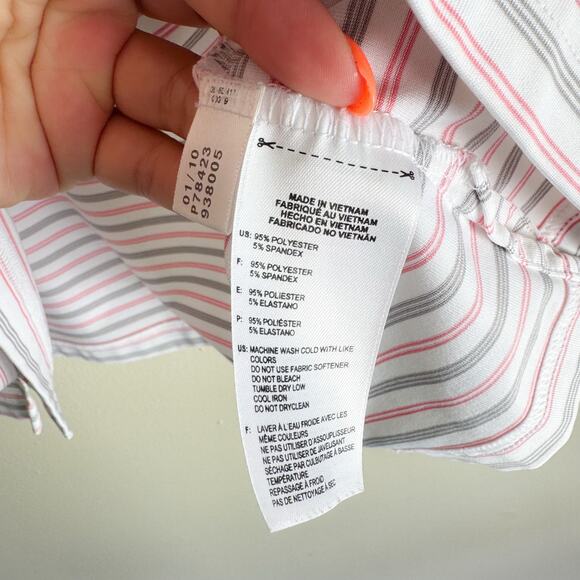 01/10
P78423
938005
MADE IN VIETNAM
FABRIQUÉ AU VIETNAM
HECHO EN VIETNAM
FABRICADO NO VIETNÁN
US: 95% POLYESTER
5% SPANDEX
F: 95% POLYESTER
5% SPANDEX
E: 95% POLIESTER
5% ELASTANO
P: 95% POLIÉSTER
5% ELASTANO
US: MACHINE WASH COLD WITH LIKE
COLORS
DO NOT USE FABRIC SOFTENER
DO NOT BLEACH
TUMBLE DRY LOW
COOL IRON
DO NOT DRYCLEAN
F: LAVER À L'EAU FROIDE AVEC LES
MÊME COULEURS
NE PAS UTILISER D'ASSOUPLISSEUR
NE PAS UTILISER DE JAVELISANT
SÉCHAGE PAR CULBUTAGE À BASSE
TEMPÉRATURE
REPASSAGE À FROID
PAS DE NETTOYAGE À SEC